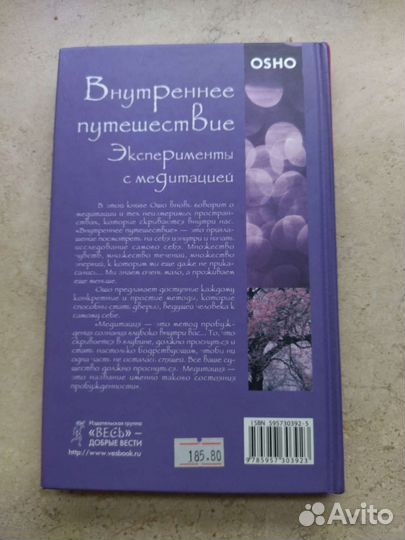 OSHO
Внутреннее
путешествие
Эксперименты
с медитацией
В этой книге Ошо вновь говорит о
медитации и тех неизмеримых простран-
ствах, которые скрываются внутри нас.
«Внутреннее путешествие» — это пригла-
шение посмотреть на себя изнутри и начать
исследование самого себя. Множество
чувств, множество течений, множество
энергий, к которым мы еще даже не прика-
сались... Мы знаем очень мало, а проживаем
еще меньше.
Ошо предлагает доступные каждому
конкретные и простые методы, которые
способны стать дверью, ведущей человека к
самому себе.
«Медитация — это метод пробуж-
дения сознания глубоко внутри вас... То, что
скрывается в глубине, должно проснуться и
стать настолько бодрствующим, чтобы ни
одна часть не осталась спящей. Все ваше су-
щество должно проснуться. Медитация —
это название именно такого состояния
пробужденности».
Издательская группа
«ВЕСЬ» —
ДОБРЫЕ ВЕСТИ
http://www.vesbook.ru
185.80
ISBN 595730392-5
9785957303923
Avito